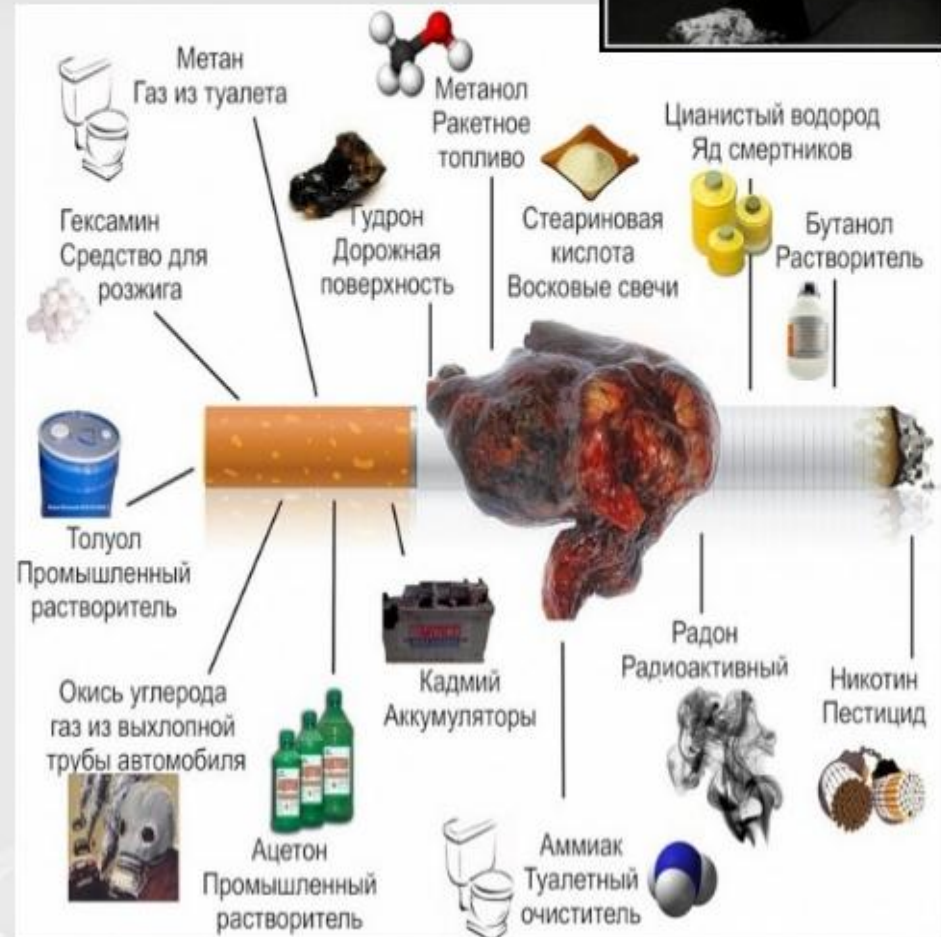 Метан
Газ из туалета
Метанол
Ракетное
топливо
Цианистый водород
Яд смертников
Гексамин
Средство для
розжига
Гудрон
Дорожная
поверхность
Стеариновая
кислота
Восковые свечи
Бутанол
Растворитель
Толуол
Промышленный
растворитель
Окись углерода
газ из выхлопной
трубы автомобиля
Кадмий
Аккумуляторы
Радон
Радиоактивный
Никотин
Пестицид
Ацетон
Промышленный
растворитель
Аммиак
Туалетный
очиститель